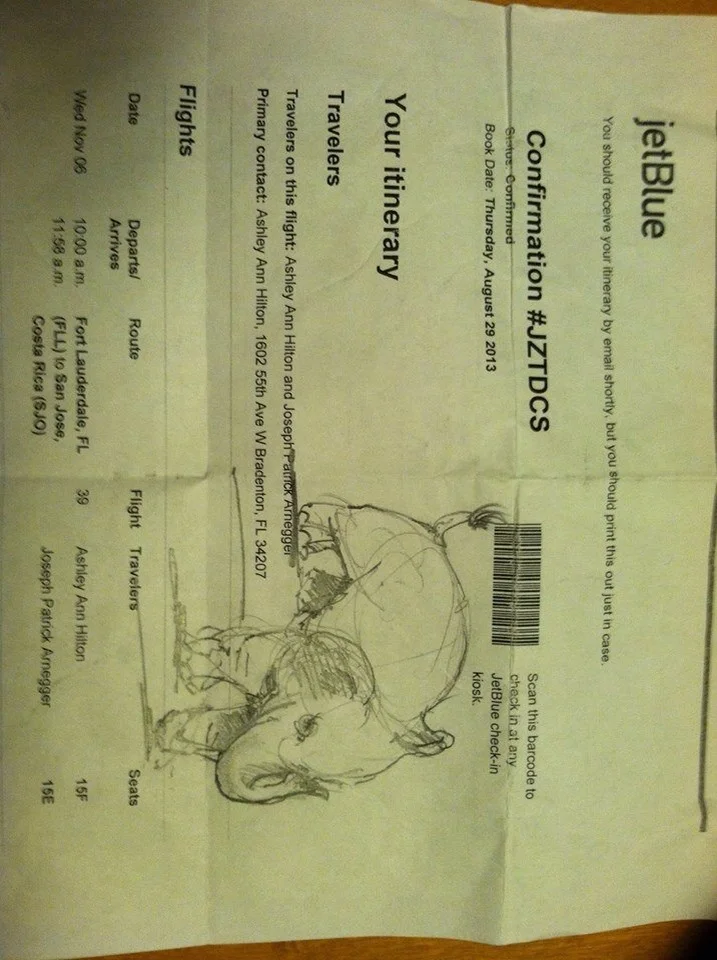 jetBlue
You should receive your itinerary by email shortly, but you should print this out just in case.
Confirmation #JZTDCS
Status: Confirmed
Book Date: Thursday, August 29 2013
Scan this barcode to
check in at any
JetBlue check-in
kiosk.
Your itinerary
Travelers
Travelers on this flight: Ashley Ann Hilton and Joseph Patrick Arnegger
Primary contact: Ashley Ann Hilton, 1602 55th Ave W Bradenton, FL 34207
Flights
Date Departs/ Route Flight Travelers Seats
Arrives
Wed Nov 06 10:00 a.m. Fort Lauderdale, FL 39 Ashley Ann Hilton 15F
11:58 a.m. (FLL) to San Jose, Joseph Patrick Arnegger 15E
Costa Rica (SJO)